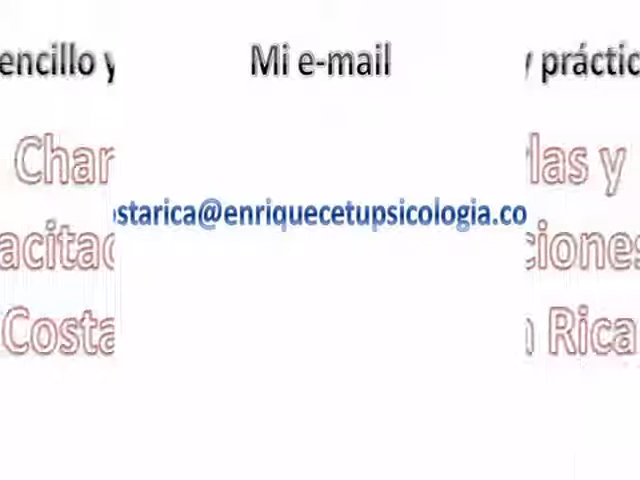 encillo y Mi e-mail y práctic
Char las y
starica@enriquecetupsicologia.co
acitac ciones
Costa Rica